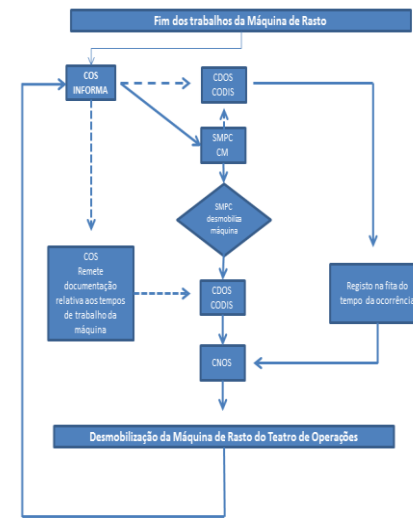 Fim dos trabalhos da Máquina de Rasto
COS
INFORMA
CDOS
CODIS
SMPC
CM
SMPC
desmobiliza
máquina
COS
Remete
documentação
relativa aos tempos
de trabalho da
máquina
CDOS
CODIS
Registo na fita do
tempo da ocorrência
CNOS
Desmobilização da Máquina de Rasto do Teatro de Operações